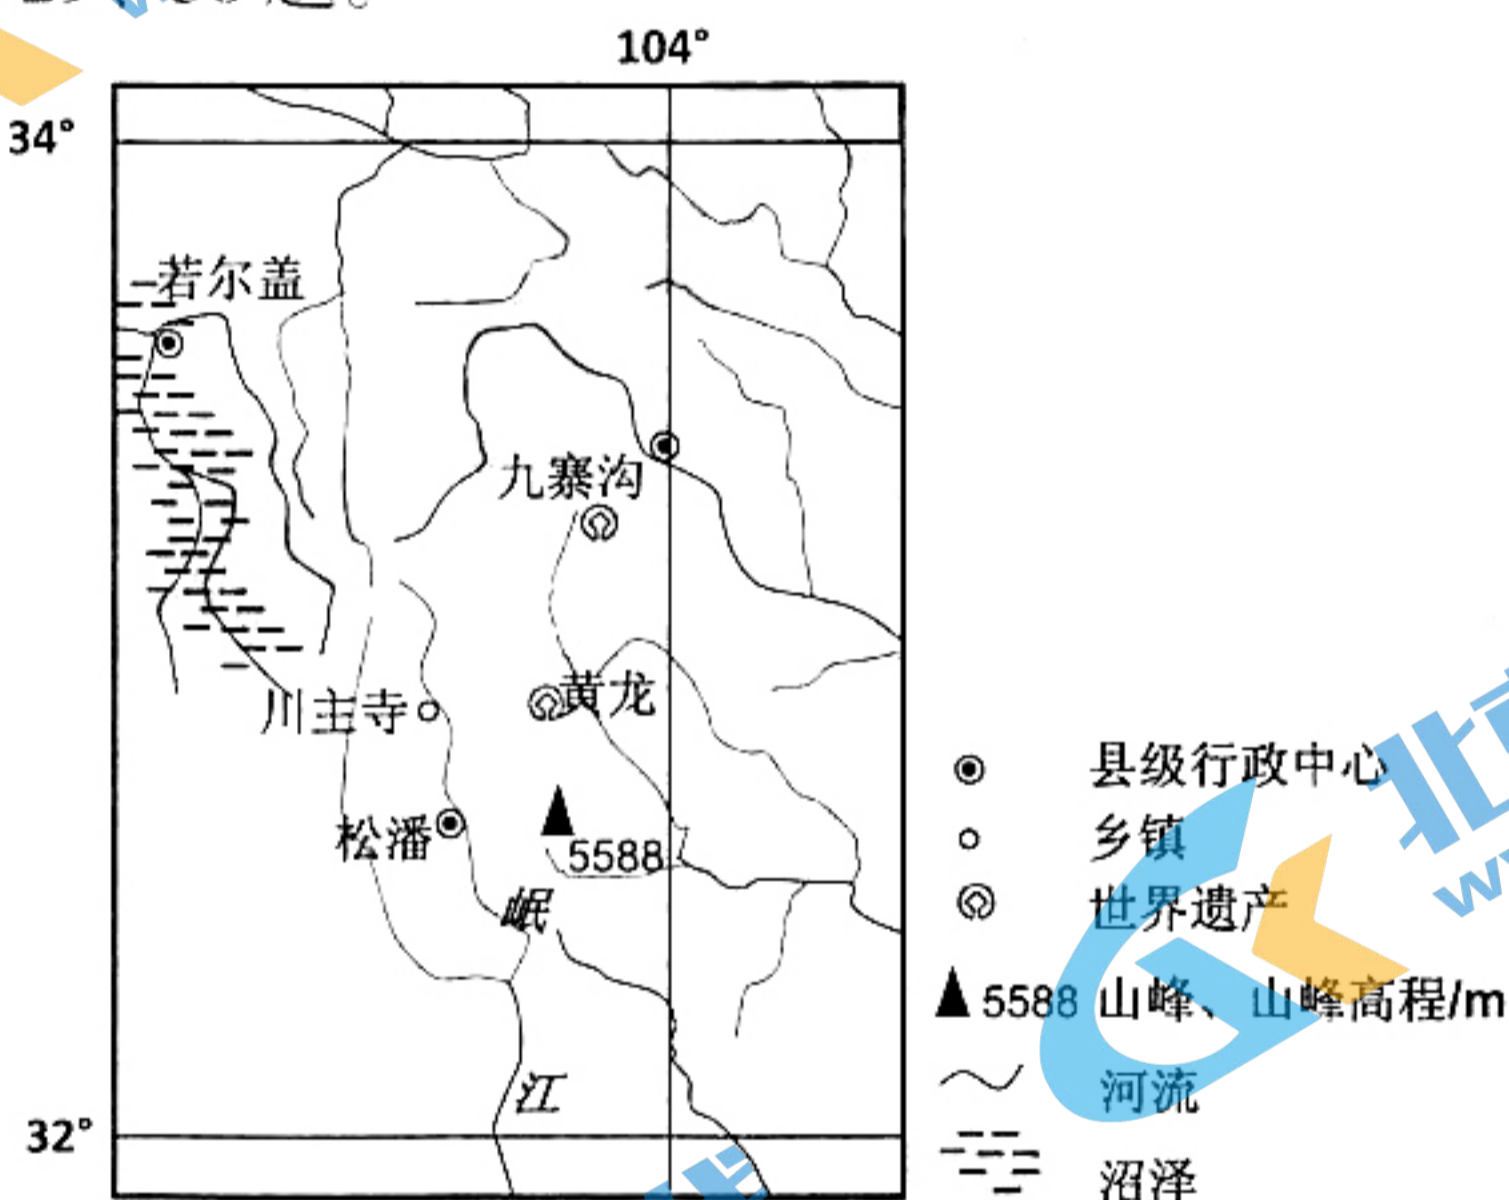 104°
34°
若尔盖
九寨沟
黄龙
川主寺
松潘
5588
岷
江
32°
县级行政中心
乡镇
世界遗产
5588 山峰、山峰高程/m
河流
沼泽
北